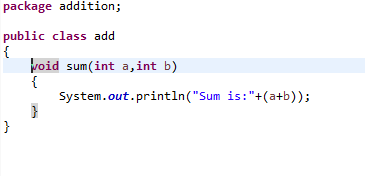 package addition;
public class add
{
void sum(int a,int b)
{
System.out.println("Sum is:"+(a+b));
}
}